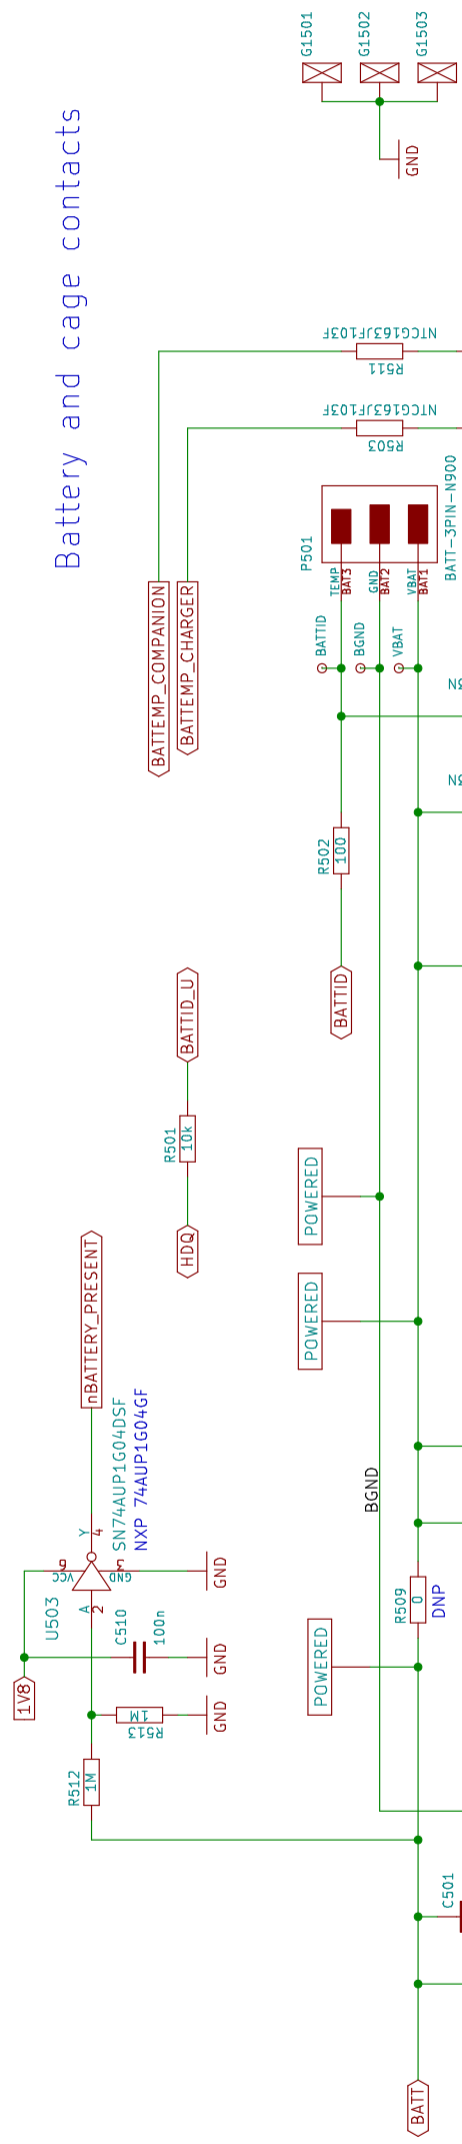 Battery and cage contacts
G1501
G1502
G1503
GND
NTCG163JF103F
R511
NTCG163JF103F
R503
P501
BATT-3PIN-N900
TEMP
BAT3
GND
BAT2
VBAT
BAT1
BATTEMP_COMPANION
BATTEMP_CHARGER
BATTID
BGND
VBAT
R502
100
BATTID
BATTID_U
R501
10k
HDQ
POWERED
POWERED
nBATTERY_PRESENT
SN74AUP1G04DSF
NXP 74AUP1G04GF
BGND
Y
4
VCC
GND
A
2
U503
GND
C510
100n
GND
1V8
R513
1M
GND
R512
1M
R509
0
DNP
POWERED
C501
BATT